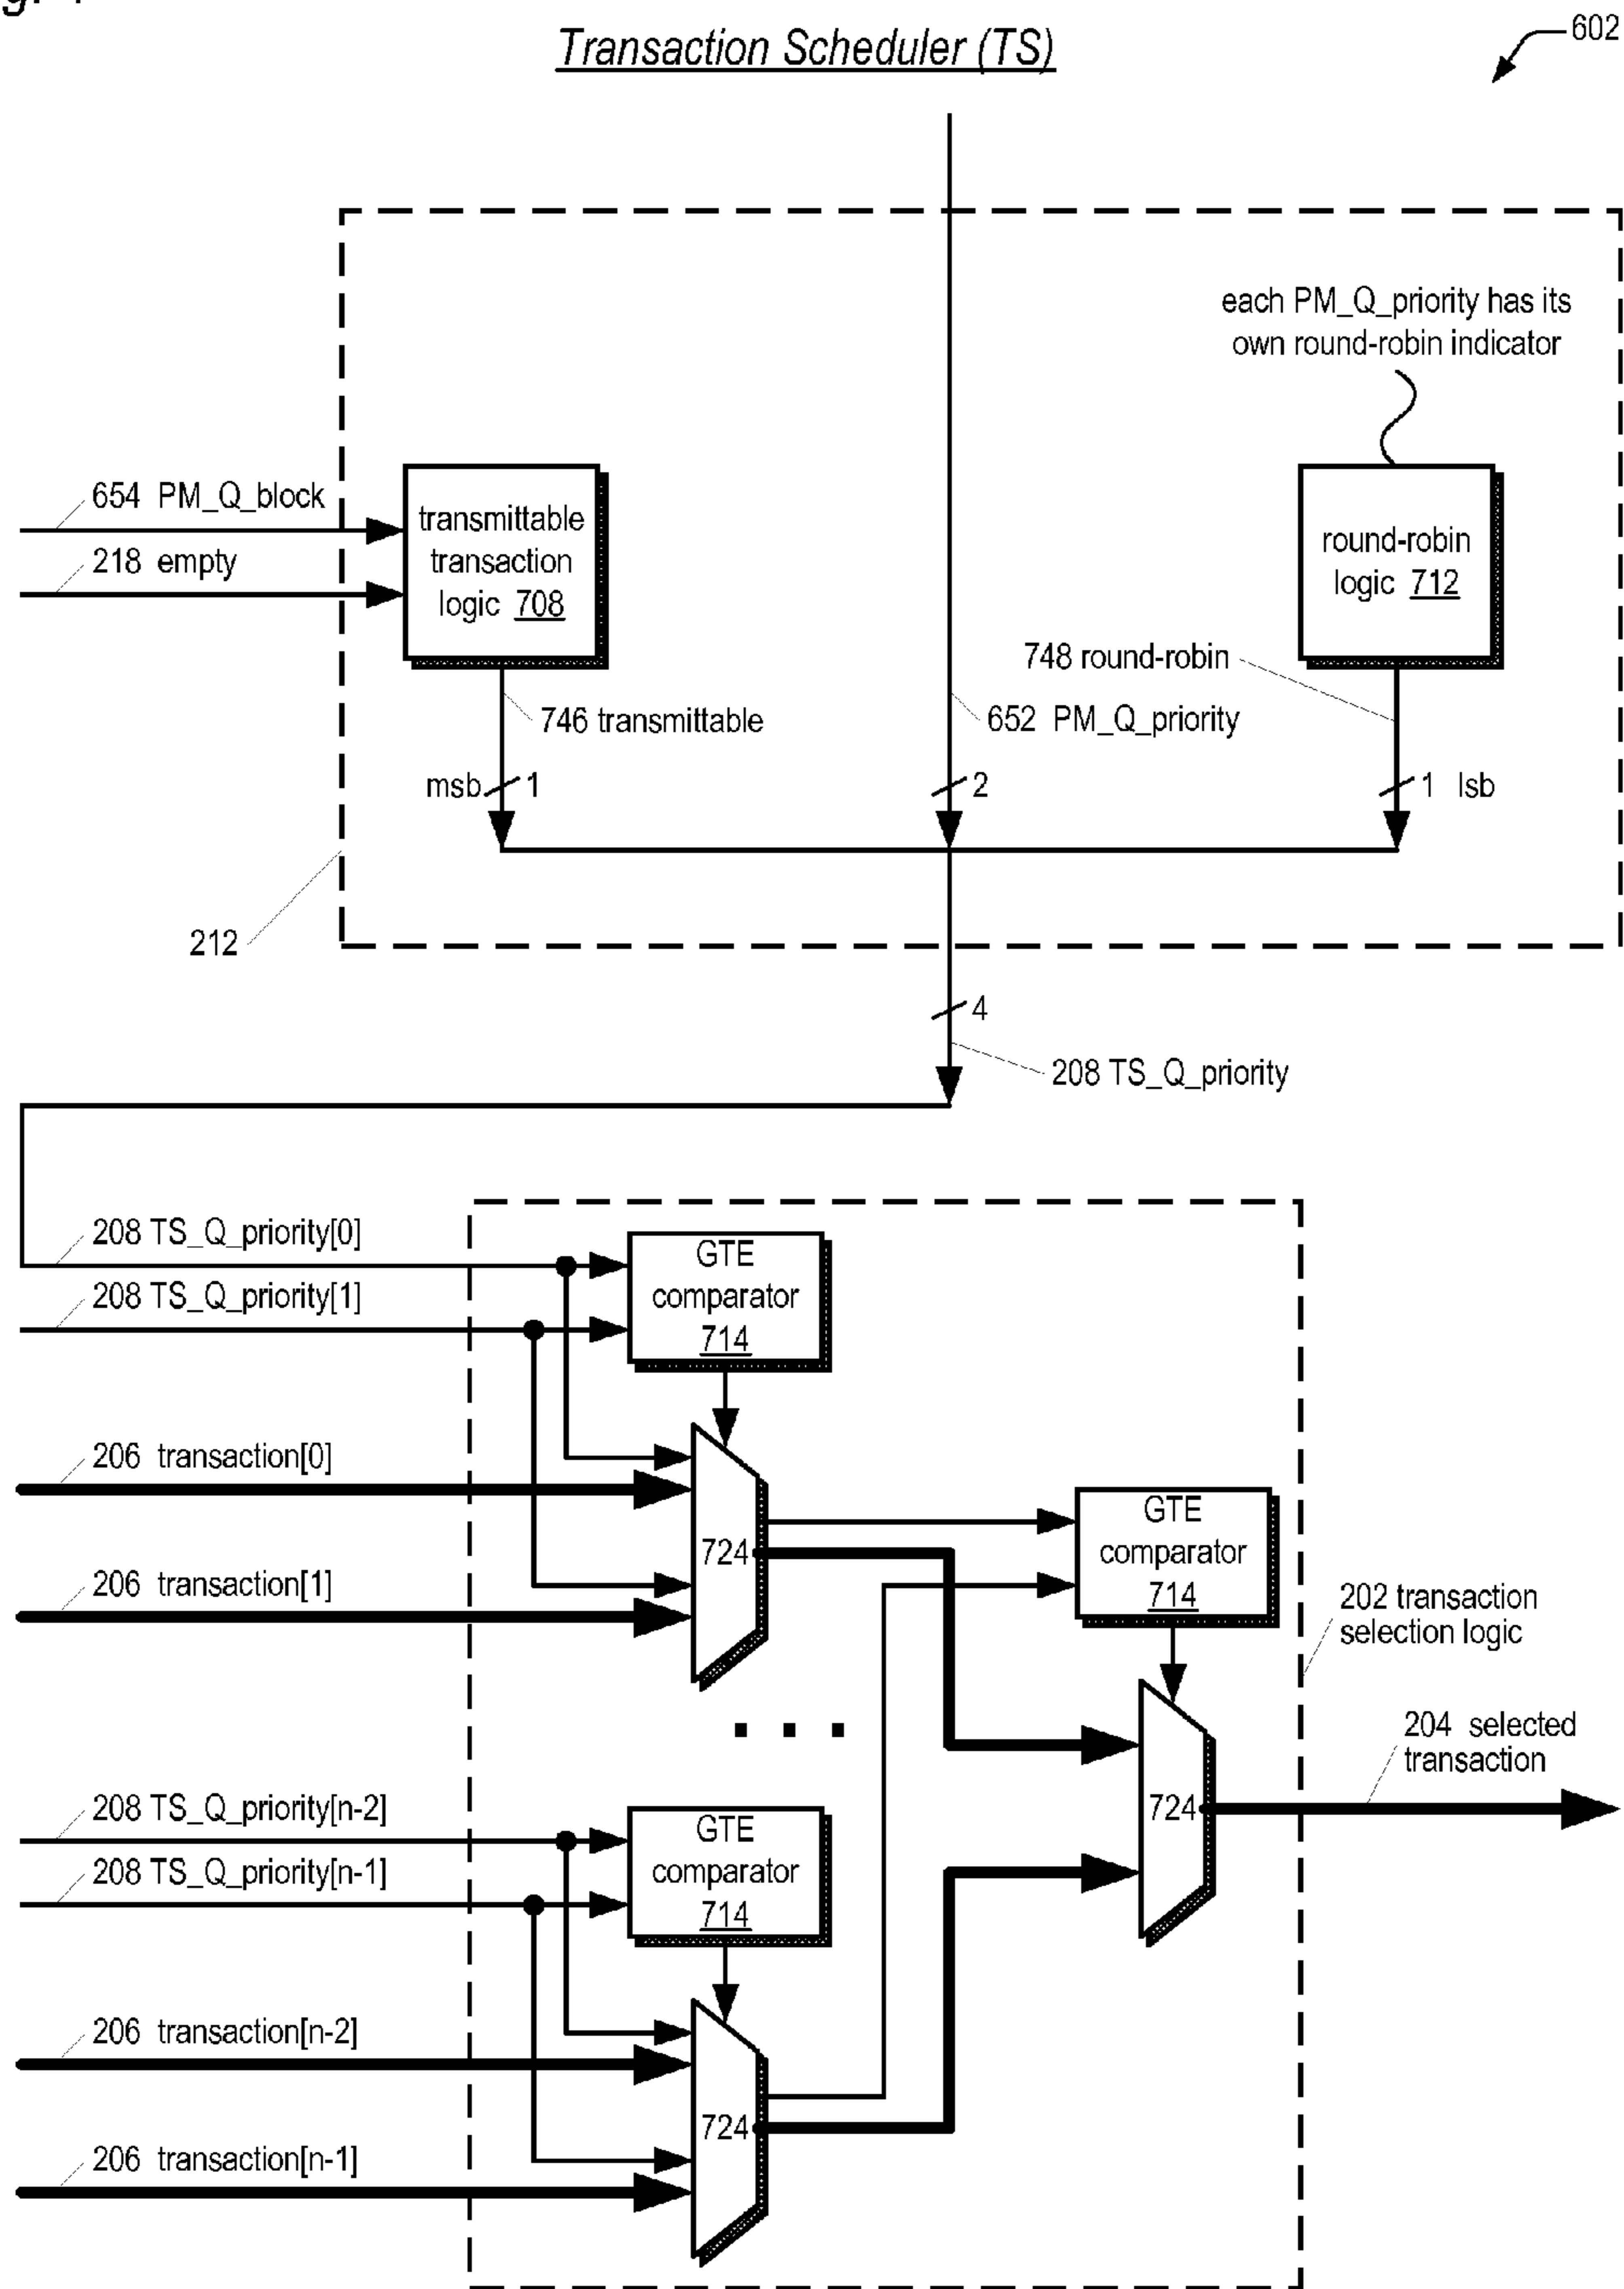 Transaction Scheduler (TS)
602
each PM_Q_priority has its
own round-robin indicator
654 PM_Q_block
218 empty
transmittable
transaction
logic 708
round-robin
logic 712
748 round-robin
746 transmittable
652 PM_Q_priority
msb 1
2
1 lsb
212
4
208 TS_Q_priority
208 TS_Q_priority[0]
208 TS_Q_priority[1]
GTE
comparator
714
206 transaction[0]
206 transaction[1]
724
GTE
comparator
714
202 transaction
selection logic
. . .
204 selected
transaction
724
208 TS_Q_priority[n-2]
208 TS_Q_priority[n-1]
GTE
comparator
714
206 transaction[n-2]
206 transaction[n-1]
724